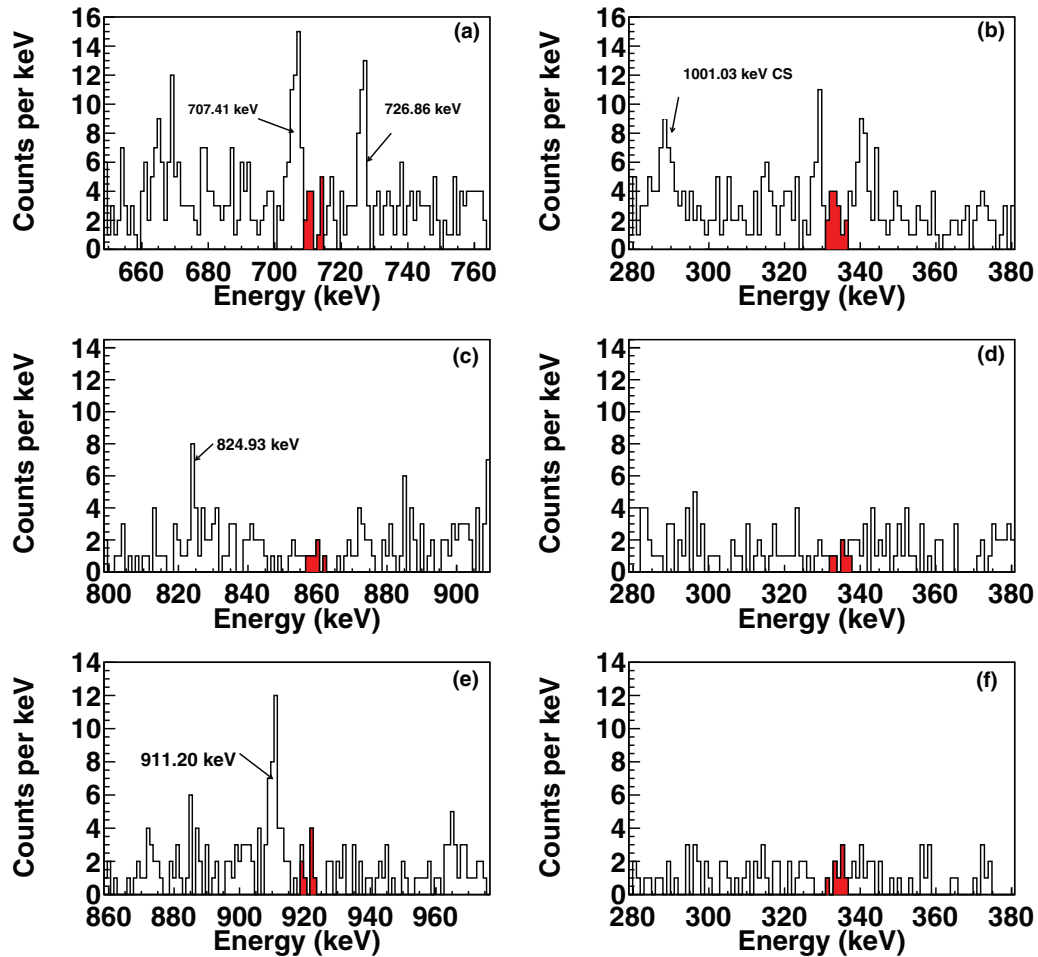 16
14
12
10
8
6
4
2
0
Counts per keV
(a)
707.41 keV
726.86 keV
660 680 700 720 740 760
Energy (keV)
16
14
12
10
8
6
4
2
0
Counts per keV
(b)
1001.03 keV CS
280 300 320 340 360 380
Energy (keV)
14
12
10
8
6
4
2
0
Counts per keV
(c)
824.93 keV
800 820 840 860 880 900
Energy (keV)
14
12
10
8
6
4
2
0
Counts per keV
(d)
280 300 320 340 360 380
Energy (keV)
14
12
10
8
6
4
2
0
Counts per keV
(e)
911.20 keV
860 880 900 920 940 960
Energy (keV)
14
12
10
8
6
4
2
0
Counts per keV
(f)
280 300 320 340 360 380
Energy (keV)